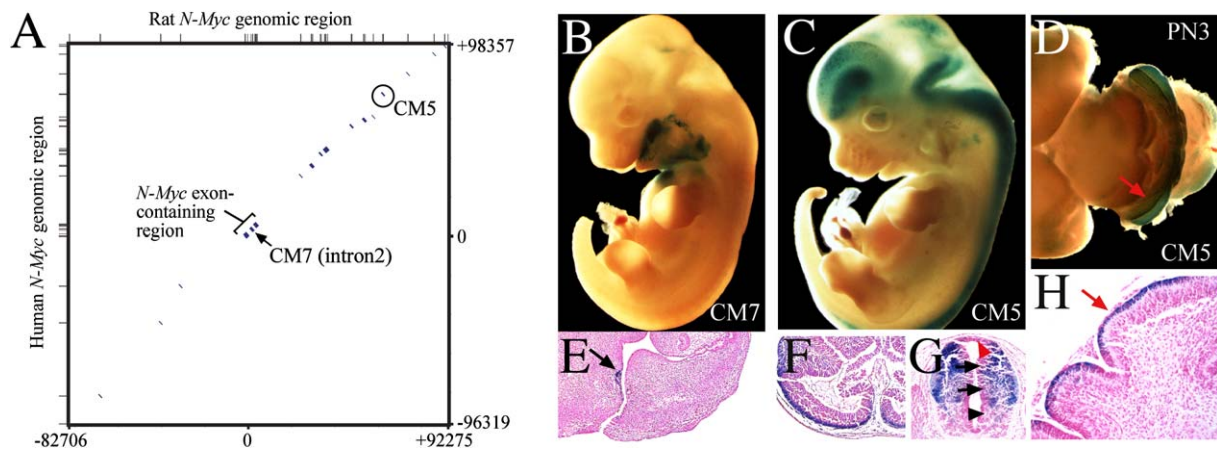 A
Rat N-Myc genomic region
Human N-Myc genomic region
+98357
CM5
N-Myc exon-
containing
region
0
CM7 (intron2)
-96319
-82706
0
+92275
B
CM7
C
CM5
D
PN3
CM5
E
F
G
H